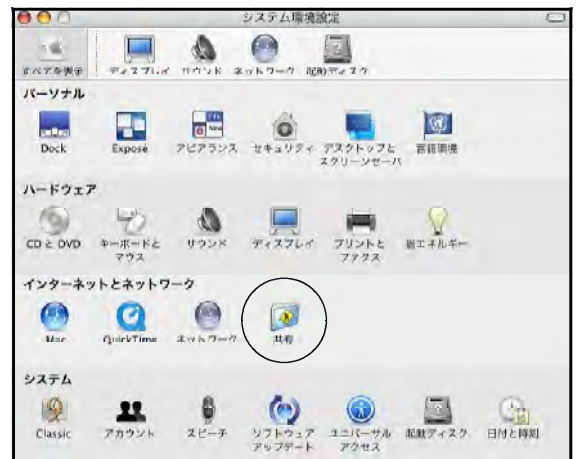 システム環境設定
すべてを表示 ディスプレイ サウンド ネットワーク 起動ディスク
パーソナル
Dock Exposé アピアランス セキュリティ デスクトップと 言語環境
スクリーンセーバ
ハードウェア
CD と DVD キーボードと サウンド ディスプレイ プリントと 省エネルギー
マウス ファクス
インターネットとネットワーク
.Mac QuickTime ネットワーク 共有
システム
Classic アカウント スピーチ ソフトウェア ユニバーサル 起動ディスク 日付と時刻
アップデート アクセス